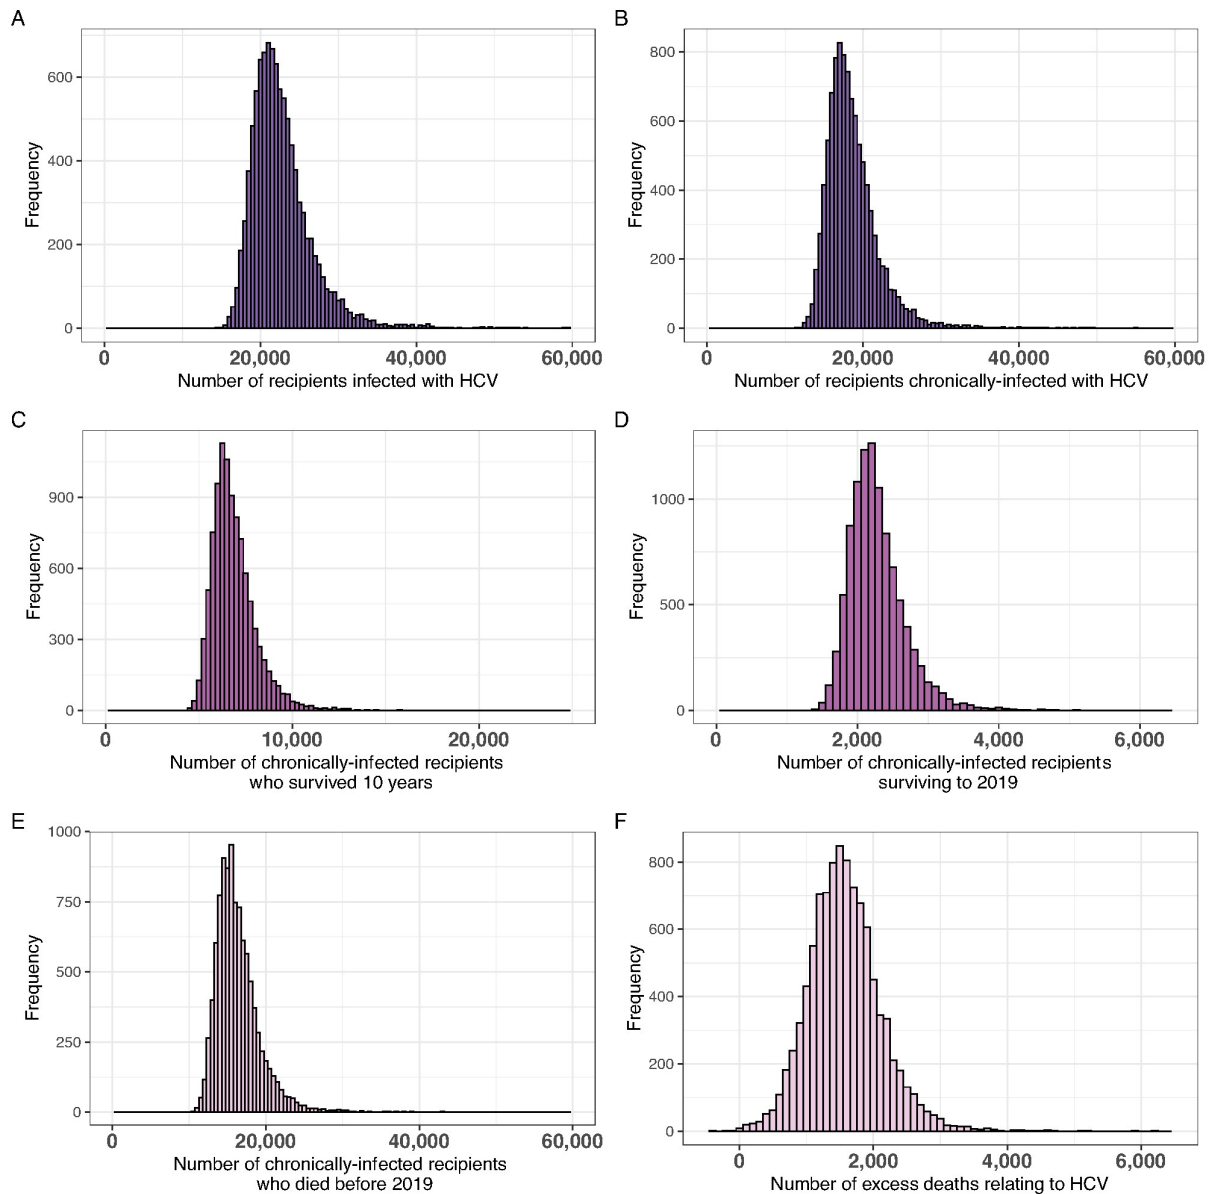 A
Frequency
600
400
200
0
0 20,000 40,000 60,000
Number of recipients infected with HCV
B
Frequency
800
600
400
200
0
0 20,000 40,000 60,000
Number of recipients chronically-infected with HCV
C
Frequency
900
600
300
0
0 10,000 20,000
Number of chronically-infected recipients
who survived 10 years
D
Frequency
1000
500
0
0 2,000 4,000 6,000
Number of chronically-infected recipients
surviving to 2019
E
Frequency
1000
750
500
250
0
0 20,000 40,000 60,000
Number of chronically-infected recipients
who died before 2019
F
Frequency
800
600
400
200
0
0 2,000 4,000 6,000
Number of excess deaths relating to HCV